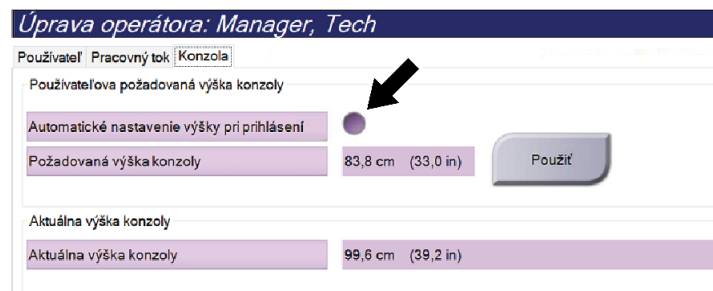 Úprava operátora: Manager, Tech
Používateľ Pracovný tok Konzola
Používateľova požadovaná výška konzoly
Automatické nastavenie výšky pri prihlásení
Požadovaná výška konzoly 83,8 cm (33,0 in) Použiť
Aktuálna výška konzoly
Aktuálna výška konzoly 99,6 cm (39,2 in)